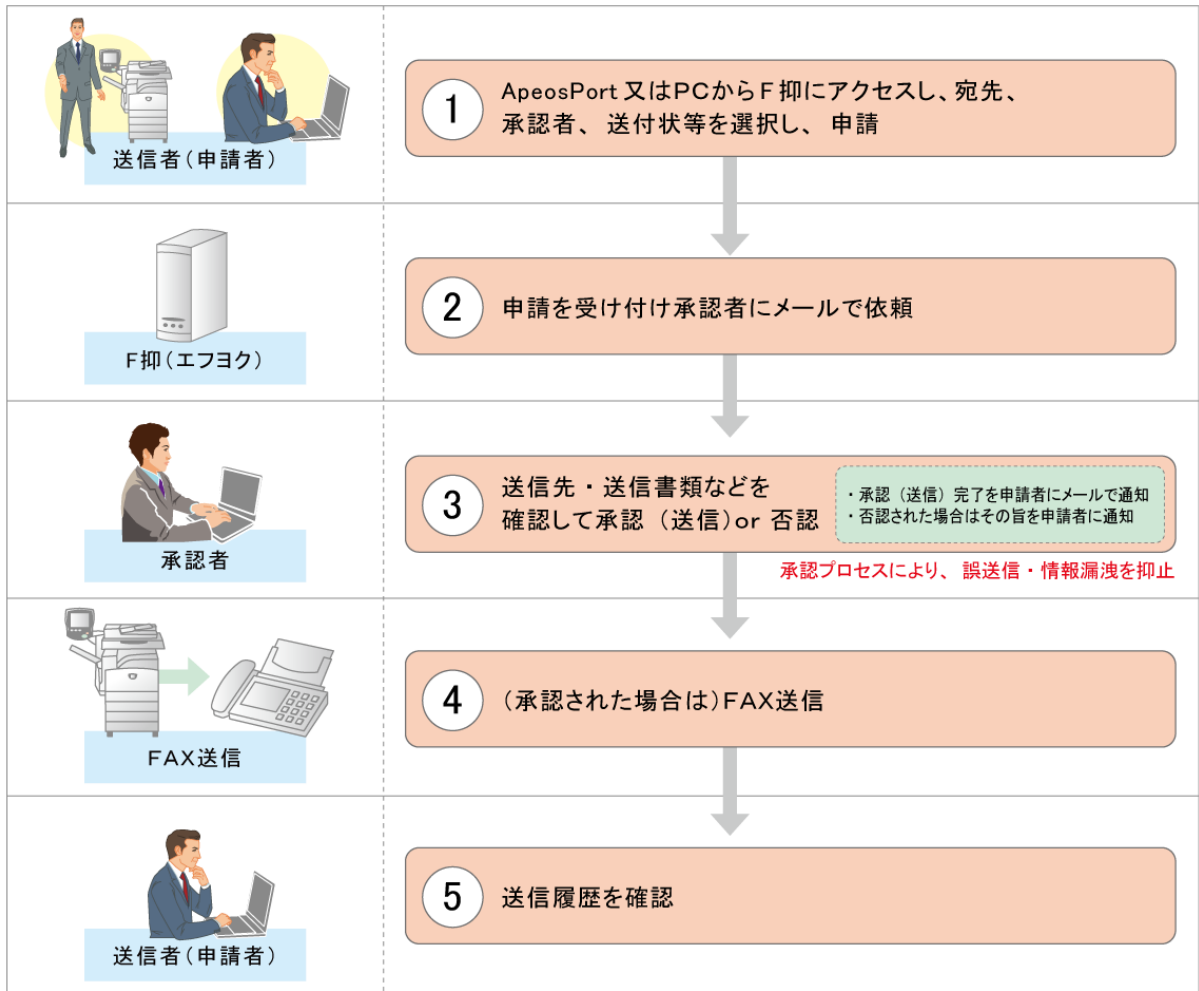 送信者（申請者）
1
ApeosPort 又はPCからF抑にアクセスし、宛先、
承認者、送付状等を選択し、申請
F抑（エフヨク）
2
申請を受け付け承認者にメールで依頼
承認者
3
送信先・送信書類などを
確認して承認（送信）or 否認
・承認（送信）完了を申請者にメールで通知
・否認された場合はその旨を申請者に通知
承認プロセスにより、誤送信・情報漏洩を抑止
FAX送信
4
（承認された場合は）FAX送信
送信者（申請者）
5
送信履歴を確認